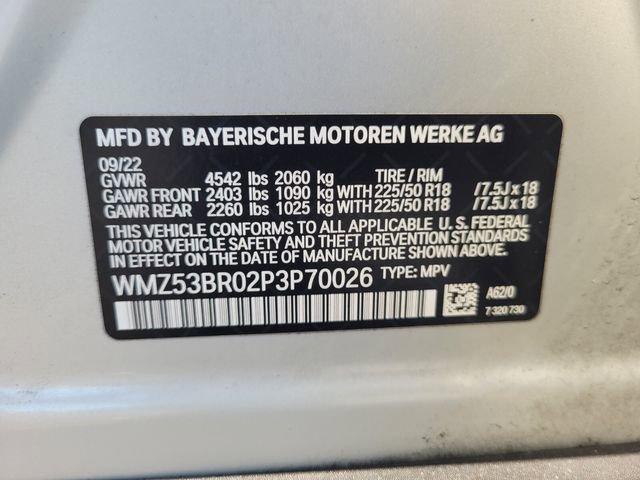 MFD BY BAYERISCHE MOTOREN WERKE AG
09/22
GVWR 4542 lbs 2060 kg TIRE / RIM
GAWR FRONT 2403 lbs 1090 kg WITH 225/50 R18 /7.5J x 18
GAWR REAR 2260 lbs 1025 kg WITH 225/50 R18 /7.5J x 18
THIS VEHICLE CONFORMS TO ALL APPLICABLE U. S. FEDERAL
MOTOR VEHICLE SAFETY AND THEFT PREVENTION STANDARDS
IN EFFECT ON THE DATE OF MANUFACTURE SHOWN ABOVE.
WMZ53BR02P3P70026 TYPE: MPV
A62/0
7 320 730